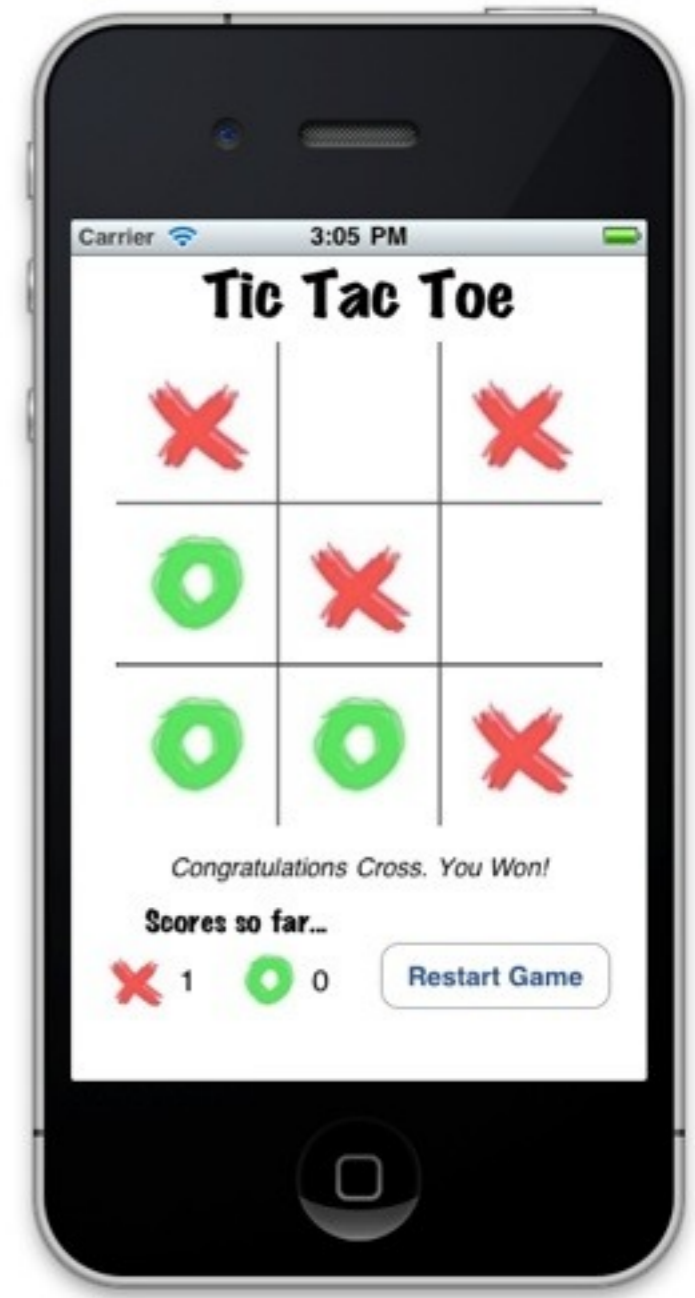 Carrier 3:05 PM
Tic Tac Toe
Congratulations Cross. You Won!
Scores so far...
1 0 Restart Game